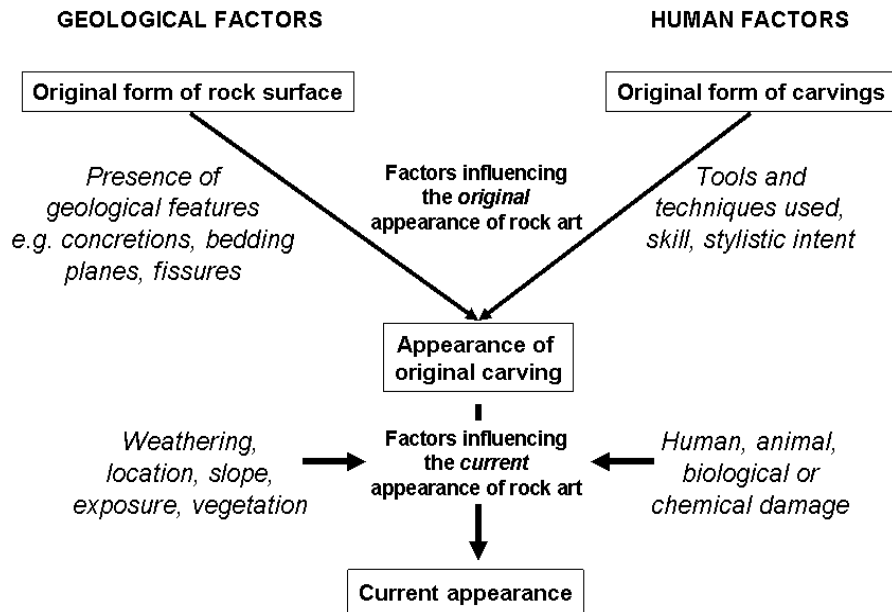 GEOLOGICAL FACTORS
HUMAN FACTORS
Original form of rock surface
Original form of carvings
Presence of
geological features
e.g. concretions, bedding
planes, fissures
Factors influencing
the original
appearance of rock art
Tools and
techniques used,
skill, stylistic intent
Appearance of
original carving
Weathering,
location, slope,
exposure, vegetation
Factors influencing
the current
appearance of rock art
Human, animal,
biological or
chemical damage
Current appearance